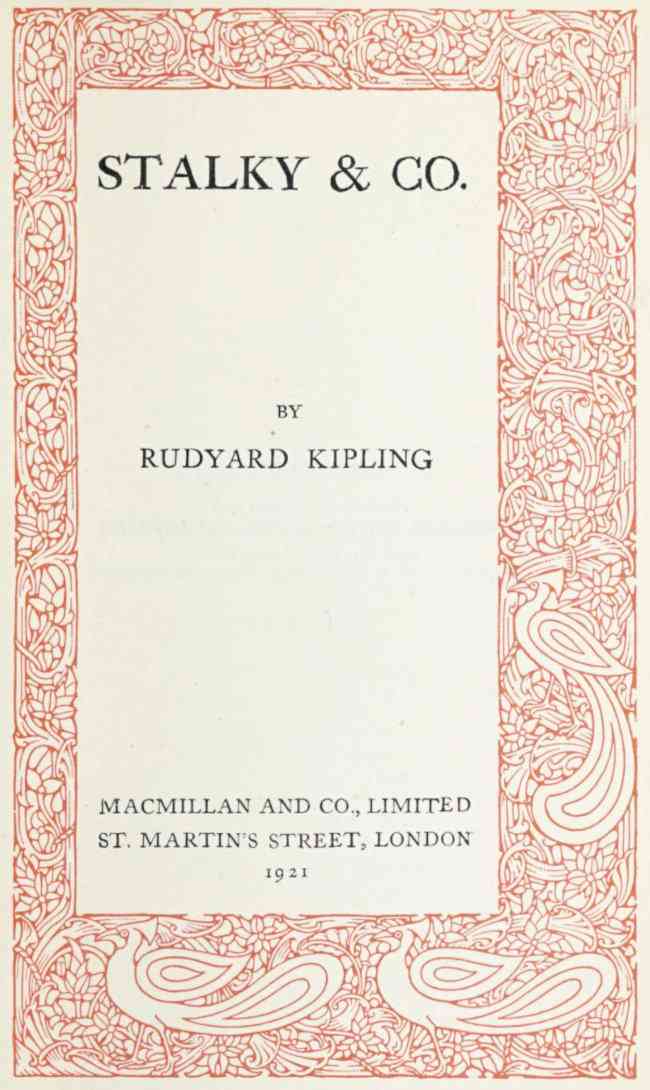 STALKY & CO.
BY
RUDYARD KIPLING
MACMILLAN AND CO., LIMITED
ST. MARTIN'S STREET, LONDON
1921